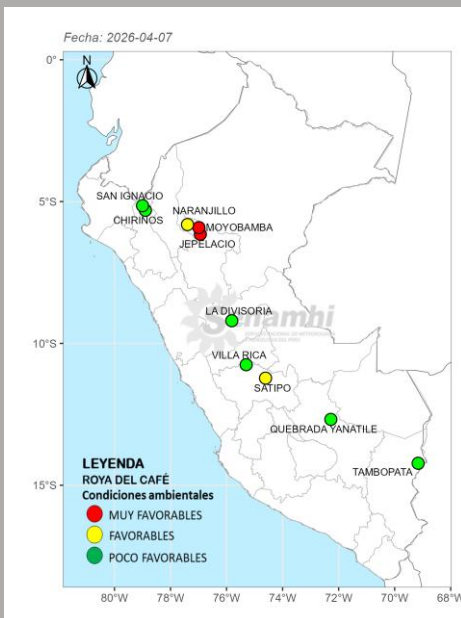 Fecha: 2026-04-07
N
0°
SAN IGNACIO
CHIRINOS
NARANJILLO
MOYOBAMBA
JEPELACIO
5°S
LA DIVISORIA
Senamhi
10°S
VILLA RICA
SATIPO
QUEBRADA YANATILE
TAMBOPATA
15°S
LEYENDA
ROYA DEL CAFÉ
Condiciones ambientales
MUY FAVORABLES
FAVORABLES
POCO FAVORABLES
80°W 78°W 76°W 74°W 72°W 70°W 68°W